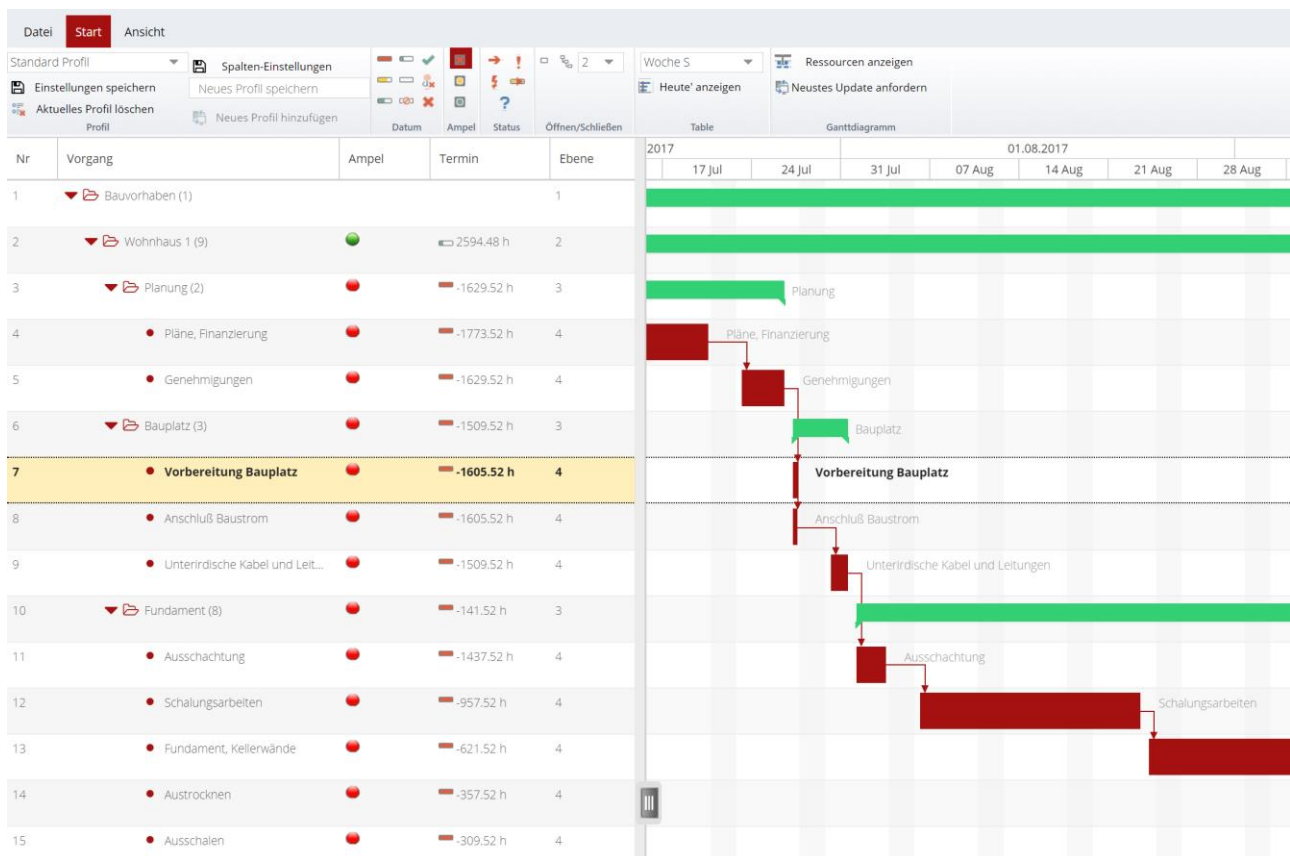 Datei Start Ansicht
Standard Profil
Spalten-Einstellungen
Einstellungen speichern
Neues Profil speichern
Aktuelles Profil löschen
Neues Profil hinzufügen
Profil
Datum
Ampel
Status
2
Öffnen/Schließen
Woche S
Heute' anzeigen
Table
Ressourcen anzeigen
Neustes Update anfordern
Ganttdiagramm
Nr Vorgang Ampel Termin Ebene
2017 01.08.2017
17 Jul 24 Jul 31 Jul 07 Aug 14 Aug 21 Aug 28 Aug
1 Bauvorhaben (1) 1
2 Wohnhaus 1 (9) 2594.48 h 2
3 Planung (2) -1629.52 h 3 Planung
4 Pläne, Finanzierung -1773.52 h 4 Pläne, Finanzierung
5 Genehmigungen -1629.52 h 4 Genehmigungen
6 Bauplatz (3) -1509.52 h 3 Bauplatz
7 Vorbereitung Bauplatz -1605.52 h 4 Vorbereitung Bauplatz
8 Anschluß Baustrom -1605.52 h 4 Anschluß Baustrom
9 Unterirdische Kabel und Leit... -1509.52 h 4 Unterirdische Kabel und Leitungen
10 Fundament (8) -141.52 h 3
11 Ausschachtung -1437.52 h 4 Ausschachtung
12 Schalungsarbeiten -957.52 h 4 Schalungsarbeiten
13 Fundament, Kellerwände -621.52 h 4
14 Austrocknen -357.52 h 4
15 Ausschalen -309.52 h 4